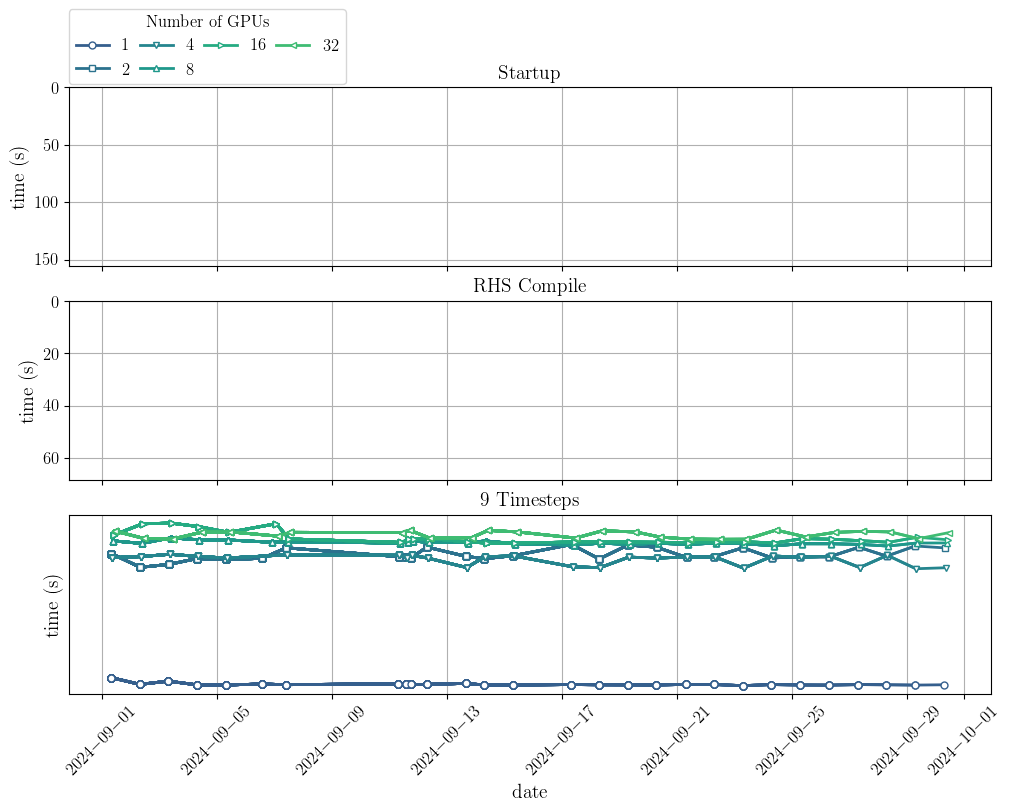 Number of GPUs
1 4 16 32
2 8
Startup
0
50
100
150
time (s)
RHS Compile
0
20
40
60
time (s)
9 Timesteps
time (s)
2024−09−01 2024−09−05 2024−09−09 2024−09−13 2024−09−17 2024−09−21 2024−09−25 2024−09−29 2024−10−01
date